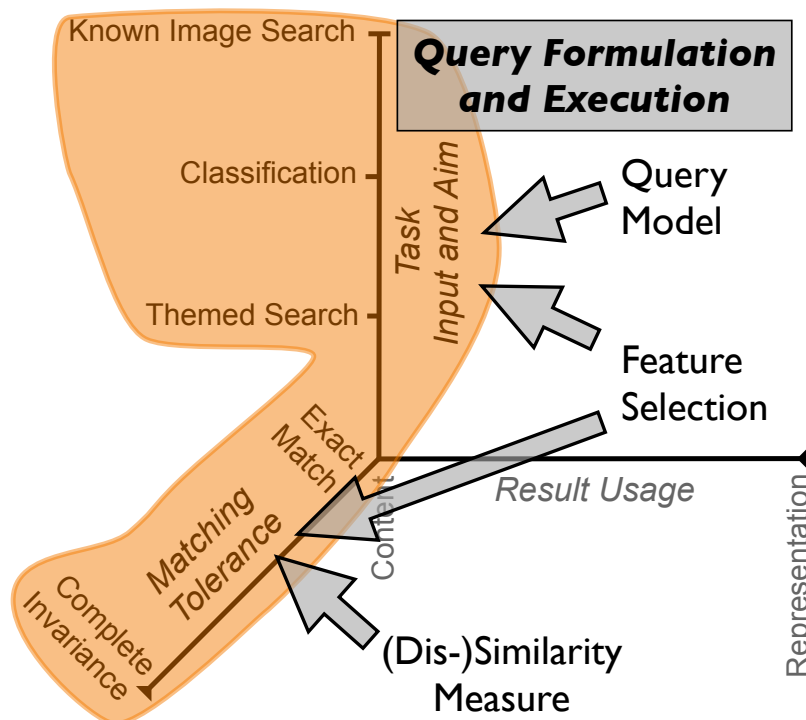 Known Image Search
Query Formulation
and Execution
Classification
Query
Model
Task
Input and Aim
Themed Search
Feature
Selection
Exact
Match
Content
Result Usage
Representation
Matching
Tolerance
Complete
Invariance
(Dis-)Similarity
Measure